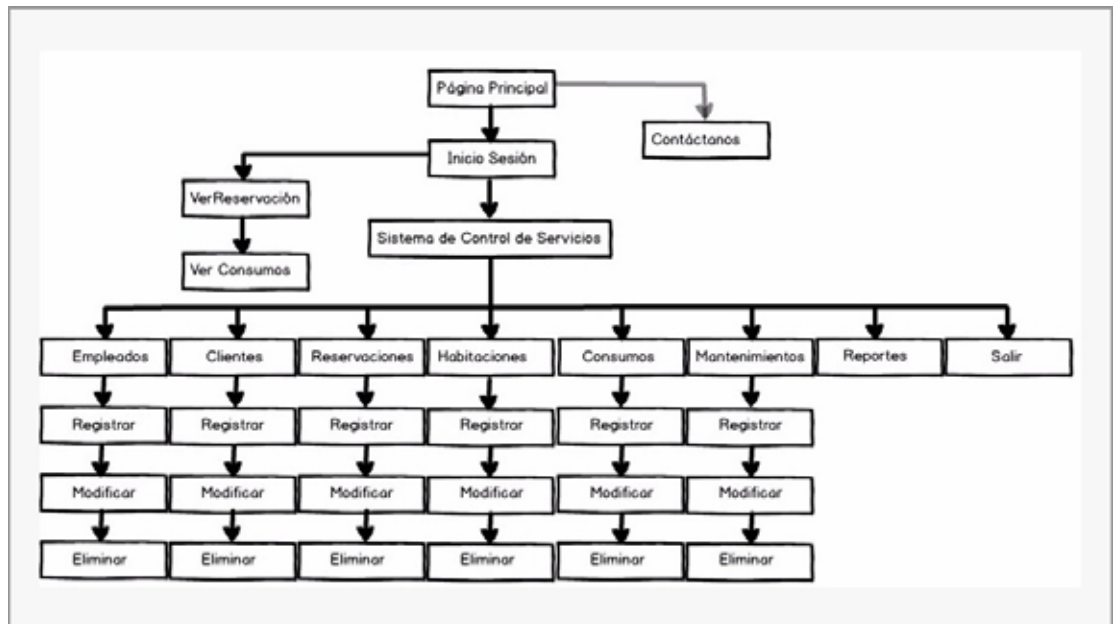 Página Principal
Contáctanos
Inicio Sesión
VerReservación
Sistema de Control de Servicios
Ver Consumos
Empleados
Clientes
Reservaciones
Habitaciones
Consumos
Mantenimientos
Reportes
Salir
Registrar
Registrar
Registrar
Registrar
Registrar
Registrar
Modificar
Modificar
Modificar
Modificar
Modificar
Modificar
Eliminar
Eliminar
Eliminar
Eliminar
Eliminar
Eliminar